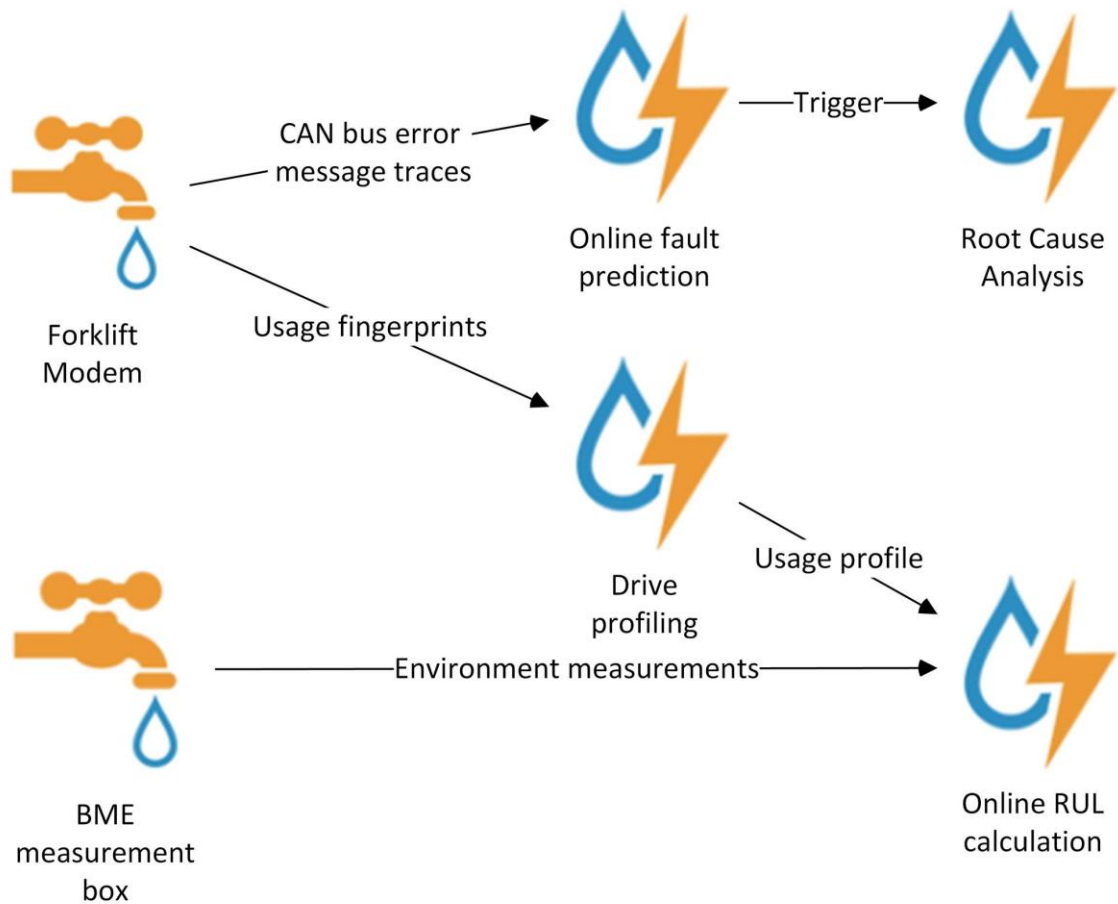 CAN bus error
message traces
Trigger
Forklift
Modem
Online fault
prediction
Root Cause
Analysis
Usage fingerprints
Drive
profiling
Usage profile
Environment measurements
BME
measurement
box
Online RUL
calculation